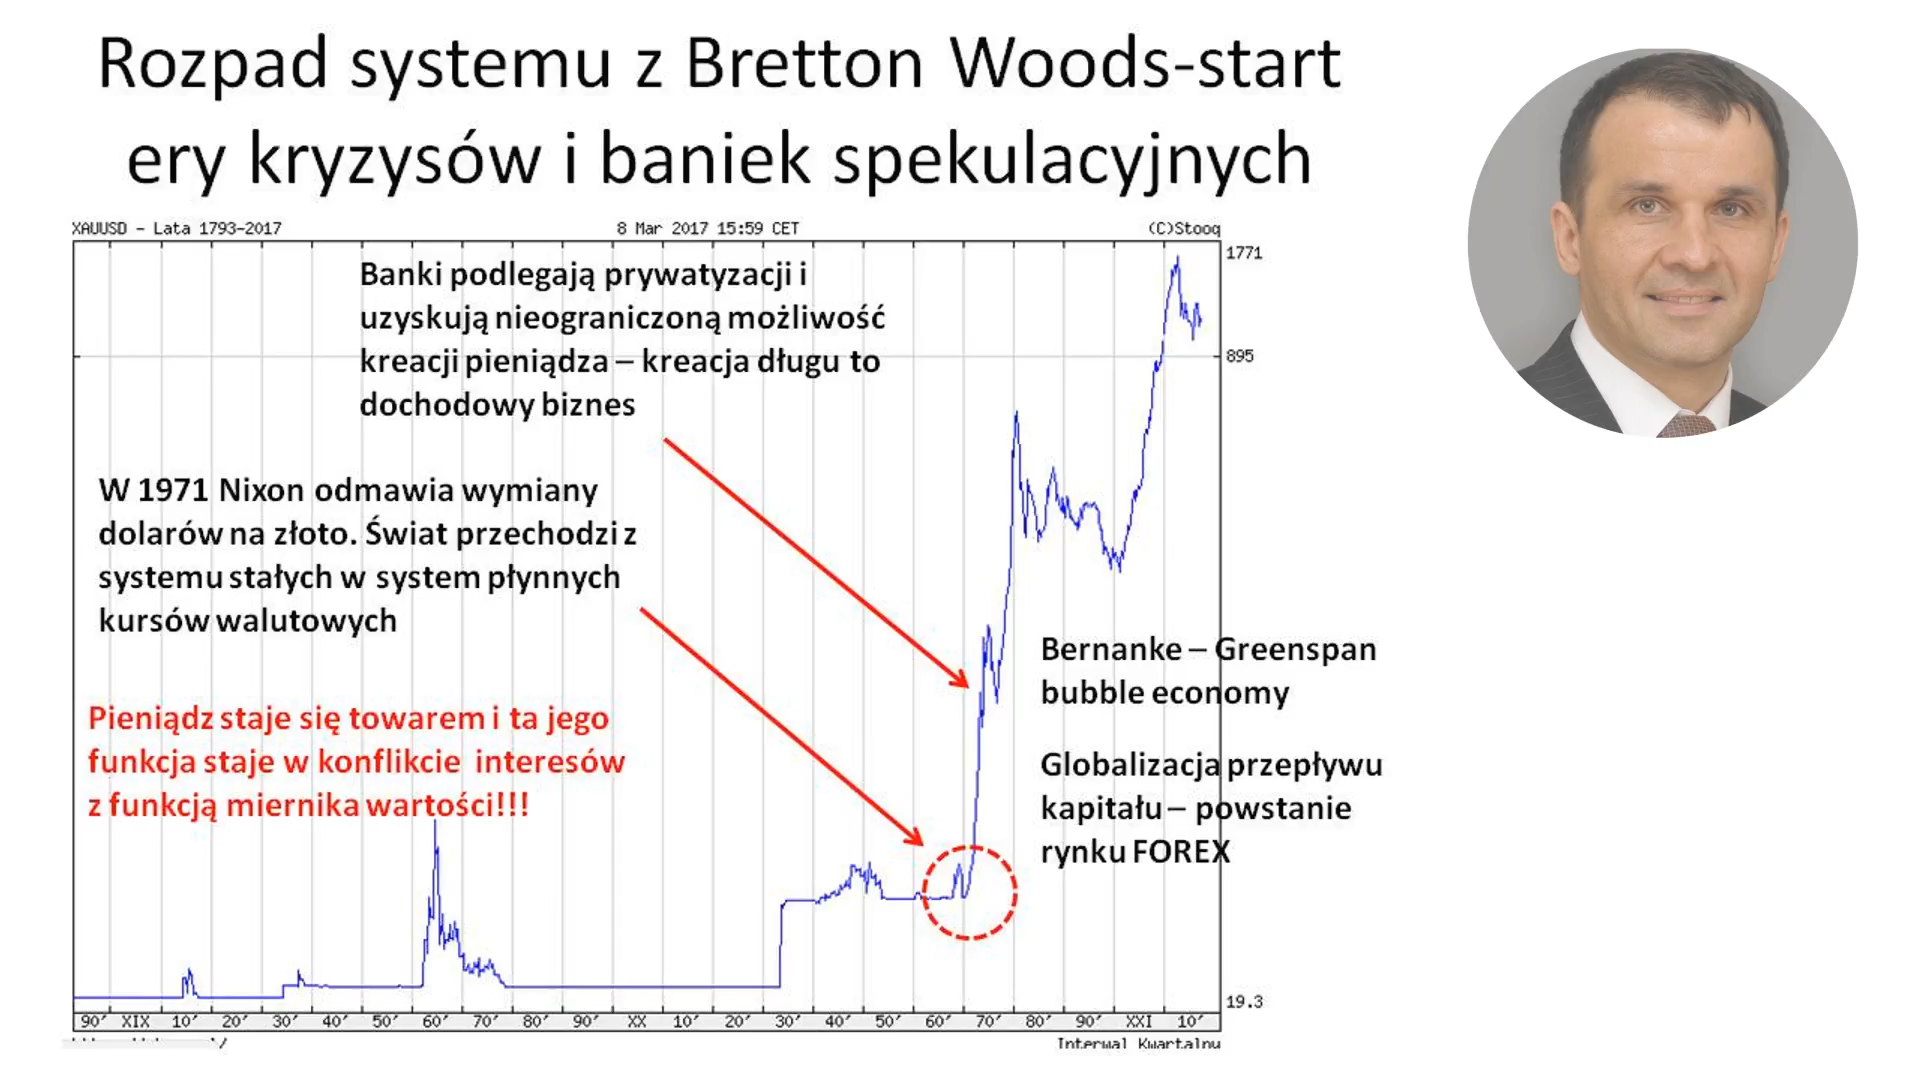 Rozpad systemu z Bretton Woods-start
ery kryzysów i baniek spekulacyjnych
XAUUSD - Lata 1793-2017
8 Mar 2017 15:59 CET
(C)Stooq
1771
Banki podlegają prywatyzacji i
uzyskują nieograniczoną możliwość
kreacji pieniądza – kreacja długu to
dochodowy biznes
895
W 1971 Nixon odmawia wymiany
dolarów na złoto. Świat przechodzi z
systemu stałych w system płynnych
kursów walutowych
Bernanke – Greenspan
bubble economy
Pieniądz staje się towarem i ta jego
funkcja staje w konflikcie interesów
z funkcją miernika wartości!!!
Globalizacja przepływu
kapitału – powstanie
rynku FOREX
19.3
90' XIX 10' 20' 30' 40' 50' 60' 70' 80' 90' XX 10' 20' 30' 40' 50' 60' 70' 80' 90' XXI 10'
Interwal Kwartalny